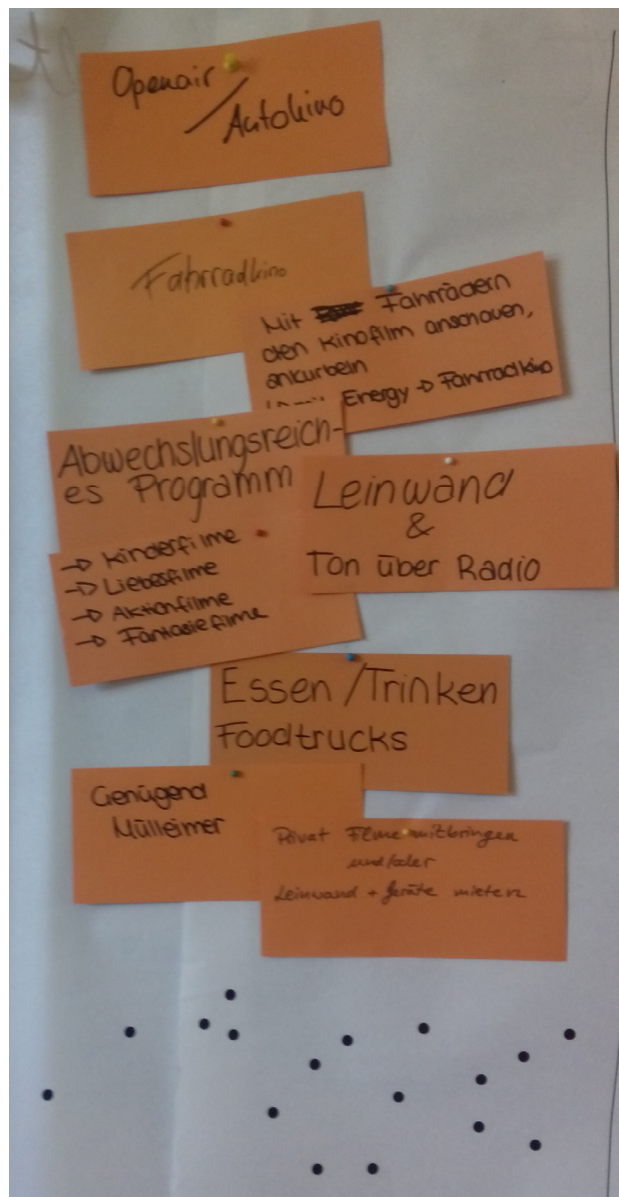 Openair /
Autokino
Fahrradkino
Mit Fahrrädern
den Kinofilm anschauen,
ankurbeln
Energy → Fahrradkino
Abwechslungsreich-
es Programm
→ Kinderfilme
→ Liebesfilme
→ Aktionfilme
→ Fantasiefilme
Leinwand
&
Ton über Radio
Essen / Trinken
Foodtrucks
Genügend
Mülleimer
Privat Filme mitbringen
und/oder
Leinwand + Geräte mieten